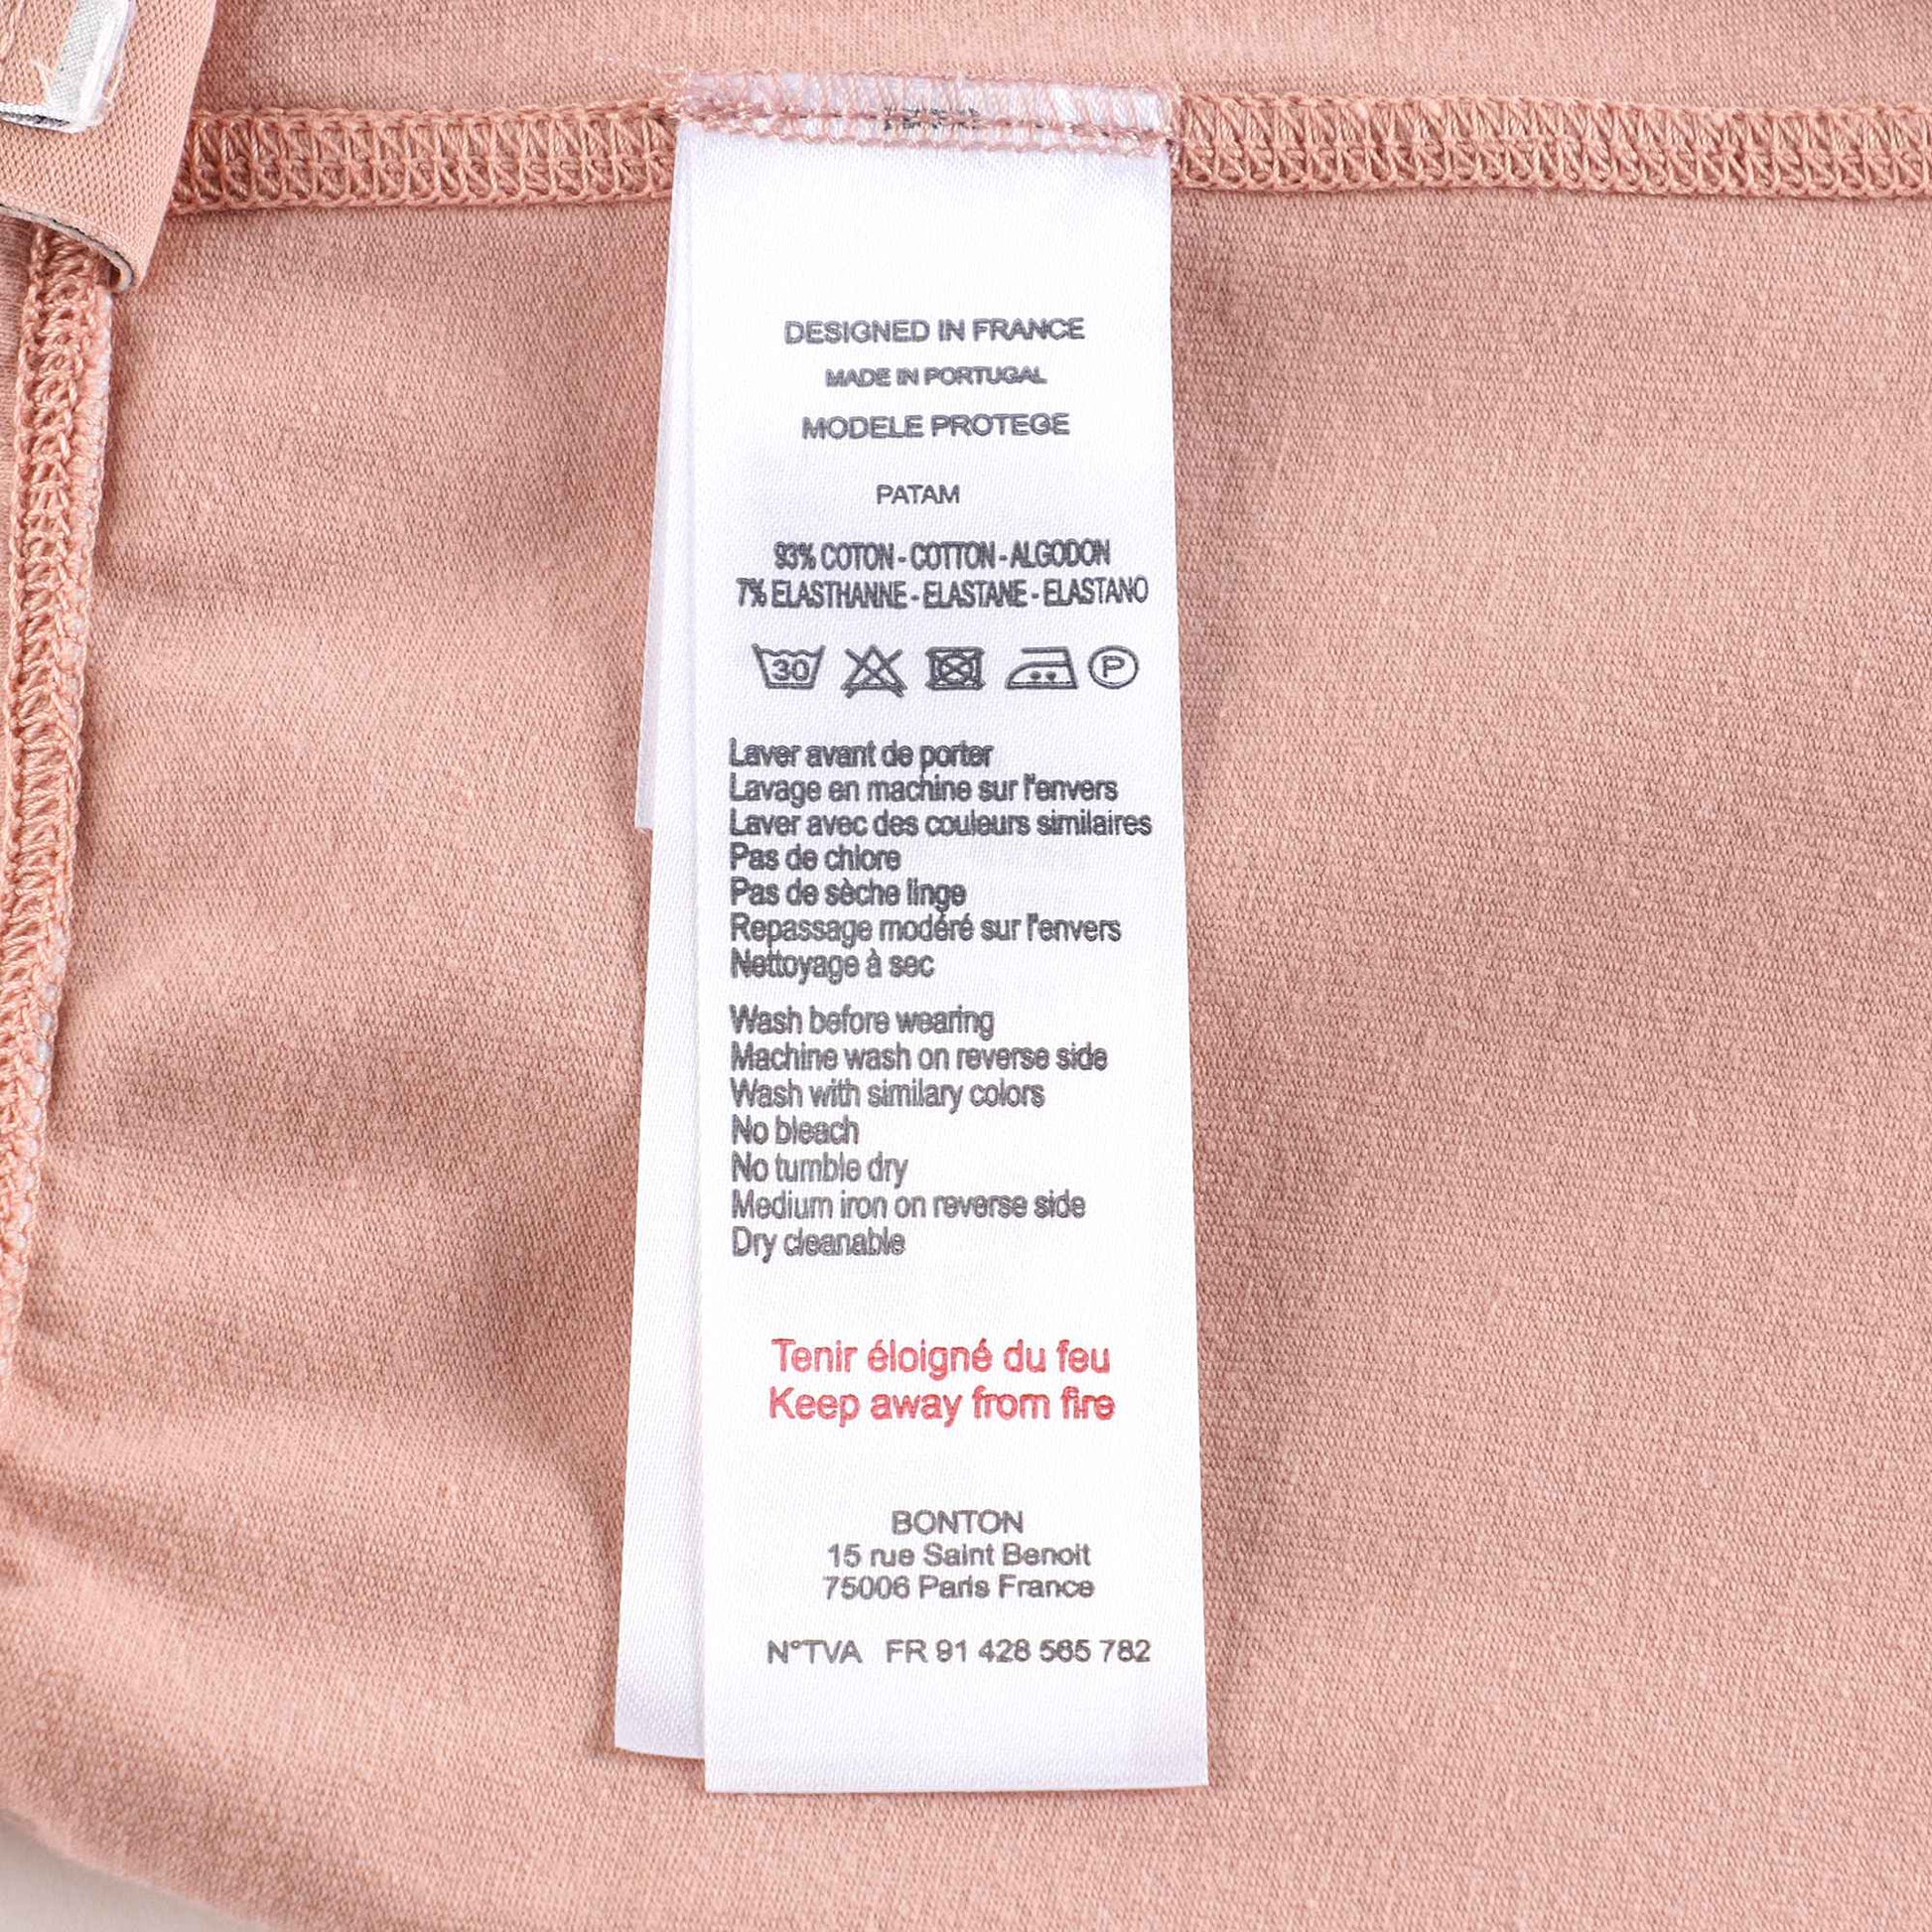 DESIGNED IN FRANCE
MADE IN PORTUGAL
MODELE PROTEGE
PATAM
93% COTON - COTTON - ALGODON
7% ELASTHANNE - ELASTANE - ELASTANO
30 P
Laver avant de porter
Lavage en machine sur l'envers
Laver avec des couleurs similaires
Pas de chlore
Pas de sèche linge
Repassage modéré sur l'envers
Nettoyage à sec
Wash before wearing
Machine wash on reverse side
Wash with similary colors
No bleach
No tumble dry
Medium iron on reverse side
Dry cleanable
Tenir éloigné du feu
Keep away from fire
BONTON
15 rue Saint Benoit
75006 Paris France
N°TVA FR 91 428 565 782